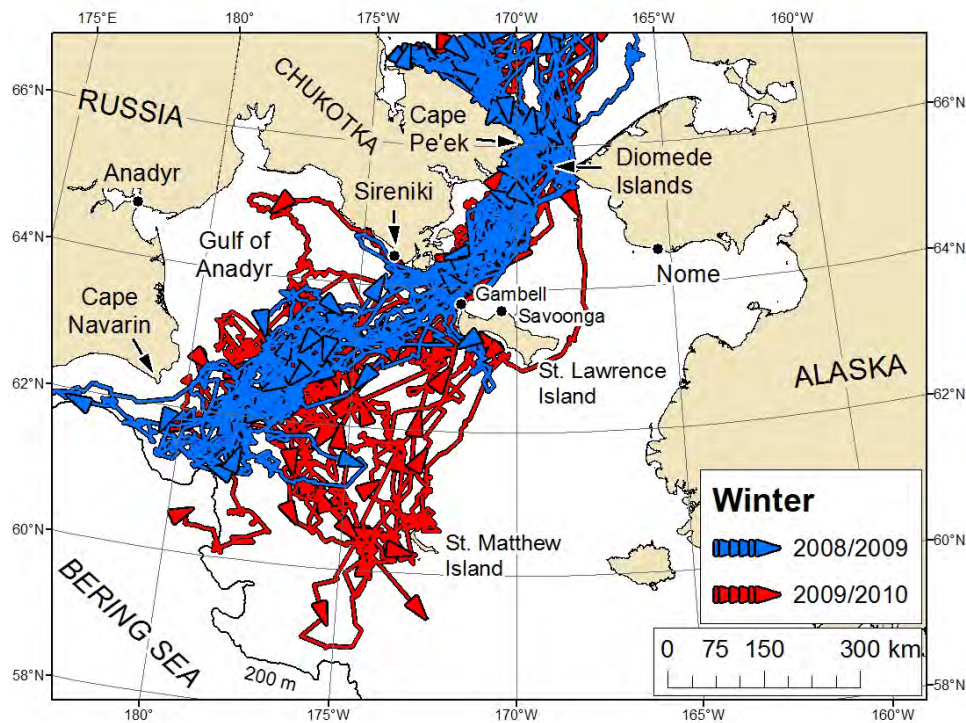 175°E 180° 175°W 170°W 165°W 160°W
66°N
66°N
RUSSIA
CHUKOTKA
Cape
Pe'ek
Anadyr
Sireniki
Diomede
Islands
64°N
64°N
Gulf of
Anadyr
Nome
Cape
Navarin
Gambell
Savoonga
62°N
62°N
St. Lawrence
Island
ALASKA
60°N
60°N
St. Matthew
Island
BERING SEA
200 m
58°N
58°N
Winter
2008/2009
2009/2010
0 75 150 300 km
180° 175°W 170°W 165°W 160°W